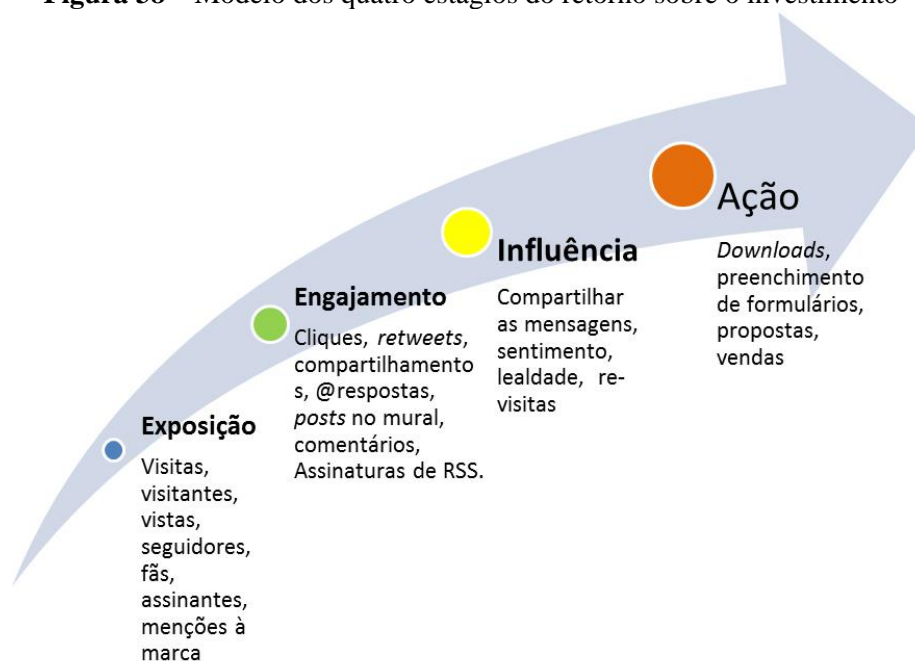 Figura 38 – Modelo dos quatro estágios do retorno sobre o investimento
Exposição
Visitas,
visitantes,
vistas,
seguidores,
fãs,
assinantes,
menções à
marca
Engajamento
Cliques, retweets,
compartilhamento
s, @respostas,
posts no mural,
comentários,
Assinaturas de RSS.
Influência
Compartilhar
as mensagens,
sentimento,
lealdade, re-
visitas
Ação
Downloads,
preenchimento
de formulários,
propostas,
vendas